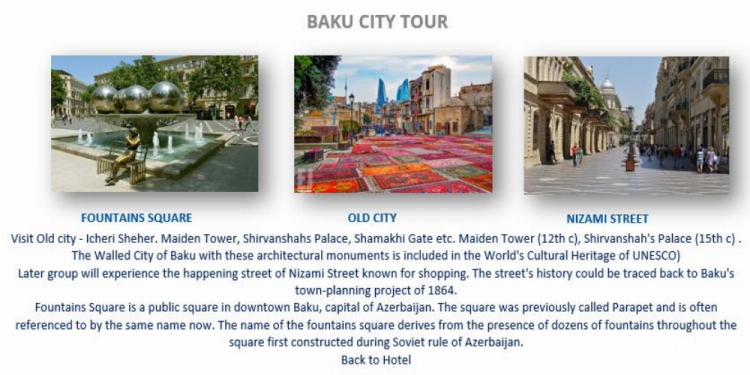 BAKU CITY TOUR
FOUNTAINS SQUARE
OLD CITY
NIZAMI STREET
Visit Old city - Icheri Sheher. Maiden Tower, Shirvanshahs Palace, Shamakhi Gate etc. Maiden Tower (12th c), Shirvanshah's Palace (15th c) .
The Walled City of Baku with these architectural monuments is included in the World's Cultural Heritage of UNESCO)
Later group will experience the happening street of Nizami Street known for shopping. The street's history could be traced back to Baku's
town-planning project of 1864.
Fountains Square is a public square in downtown Baku, capital of Azerbaijan. The square was previously called Parapet and is often
referenced to by the same name now. The name of the fountains square derives from the presence of dozens of fountains throughout the
square first constructed during Soviet rule of Azerbaijan.
Back to Hotel